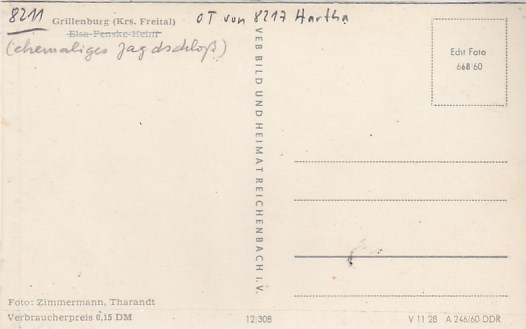 8211
Grillenburg (Krs. Freital)
OT von 8217 Hartha
Elsa-Fenske-Heim
(ehemaliges Jagdschloß)
VEB BILD UND HEIMAT REICHENBACH I. V.
Echt Foto
668 60
Foto: Zimmermann, Tharandt
Verbraucherpreis 0,15 DM
12/308
V 11 28 A 246/60 DDR